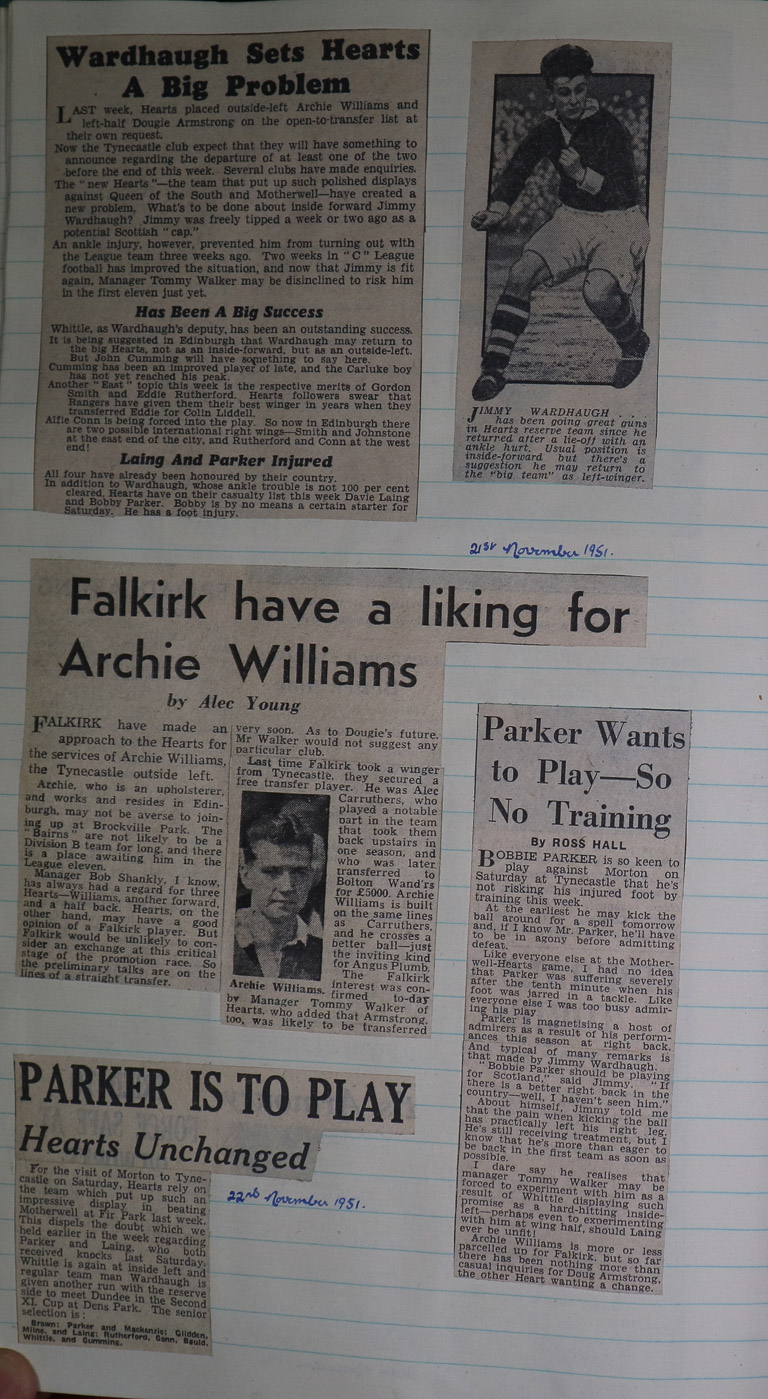 Wardhaugh Sets Hearts
A Big Problem
LAST week, Hearts placed outside-left Archie Williams and
left-half Dougie Armstrong on the open-to-transfer list at
their own request.
Now the Tynecastle club expect that they will have something to
announce regarding the departure of at least one of the two
before the end of this week. Several clubs have made enquiries.
The "new Hearts"—the team that put up such polished displays
against Queen of the South and Motherwell—have created a
new problem. What's to be done about inside forward Jimmy
Wardhaugh? Jimmy was freely tipped a week or two ago as a
potential Scottish "cap."
An ankle injury, however, prevented him from turning out with
the League team three weeks ago. Two weeks in "C" League
football has improved the situation, and now that Jimmy is fit
again, Manager Tommy Walker may be disinclined to risk him
in the first eleven just yet.
Has Been A Big Success
Whittle, as Wardhaugh's deputy, has been an outstanding success.
It is being suggested in Edinburgh that Wardhaugh may return to
the big Hearts, not as an inside-forward, but as an outside-left.
But John Cumming will have something to say here.
Cumming has been an improved player of late, and the Carluke boy
has not yet reached his peak.
Another "East" topic this week is the respective merits of Gordon
Smith and Eddie Rutherford. Hearts followers swear that
Rangers have given them their best winger in years when they
transferred Eddie for Colin Liddell.
Alfie Conn is being forced into the play. So now in Edinburgh there
are two possible international right wings—Smith and Johnstone
at the east end of the city, and Rutherford and Conn at the west
end!
Laing And Parker Injured
All four have already been honoured by their country.
In addition to Wardhaugh, whose ankle trouble is not 100 per cent
cleared, Hearts have on their casualty list this week Davie Laing
and Bobby Parker. Bobby is by no means a certain starter for
Saturday. He has a foot injury.
JIMMY WARDHAUGH . . .
has been going great guns
in Hearts reserve team since he
returned after a lie-off with an
ankle hurt. Usual position is
inside-forward but there's a
suggestion he may return to
the "big team" as left-winger.
21st November 1951.
Falkirk have a liking for
Archie Williams
by Alec Young
FALKIRK have made an
approach to the Hearts for
the services of Archie Williams,
the Tynecastle outside left.
Archie, who is an upholsterer,
and works and resides in Edin-
burgh, may not be averse to join-
ing up at Brockville Park. The
"Bairns" are not likely to be a
Division B team for long, and there
is a place awaiting him in the
League eleven.
Manager Bob Shankly, I know,
has always had a regard for three
Hearts—Williams, another forward,
and a half back. Hearts, on the
other hand, may have a good
opinion of a Falkirk player. But
Falkirk would be unlikely to con-
sider an exchange at this critical
stage of the promotion race. So
the preliminary talks are on the
lines of a straight transfer.
very soon. As to Dougie's future,
Mr Walker would not suggest any
particular club.
Last time Falkirk took a winger
from Tynecastle, they secured a
free transfer player. He was Alec
Carruthers, who
played a notable
part in the team
that took them
back upstairs in
one season, and
who was later
transferred to
Bolton Wand'rs
for £5000. Archie
Williams is built
on the same lines
as Carruthers,
and he crosses a
better ball—just
the inviting kind
for Angus Plumb.
The Falkirk
Archie Williams. interest was con-
firmed to-day
by Manager Tommy Walker of
Hearts, who added that Armstrong,
too, was likely to be transferred
Parker Wants
to Play—So
No Training
By ROSS HALL
BOBBIE PARKER is so keen to
play against Morton on
Saturday at Tynecastle that he's
not risking his injured foot by
training this week.
At the earliest he may kick the
ball around for a spell tomorrow
and, if I know Mr. Parker, he'll have
to be in agony before admitting
defeat.
Like everyone else at the Mother-
well-Hearts game, I had no idea
that Parker was suffering severely
after the tenth minute when his
foot was jarred in a tackle. Like
everyone else I was too busy admir-
ing his play
Parker is magnetising a host of
admirers as a result of his perform-
ances this season at right back.
And typical of many remarks is
that made by Jimmy Wardhaugh.
"Bobbie Parker should be playing
for Scotland," said Jimmy. "If
there is a better right back in the
country—well, I haven't seen him."
About himself, Jimmy told me
that the pain when kicking the ball
has practically left his right leg.
He's still receiving treatment, but I
know that he's more than eager to
be back in the first team as soon as
possible.
I dare say he realises that
manager Tommy Walker may be
forced to experiment with him as a
result of Whittle displaying such
promise as a hard-hitting inside-
left—perhaps even to experimenting
with him at wing half, should Laing
ever be unfit!
Archie Williams is more or less
parcelled up for Falkirk, but so far
there has been nothing more than
casual inquiries for Doug Armstrong,
the other Heart wanting a change.
PARKER IS TO PLAY
Hearts Unchanged
For the visit of Morton to Tyne-
castle on Saturday, Hearts rely on
the team which put up such an
impressive display in beating
Motherwell at Fir Park last week.
This dispels the doubt which we
held earlier in the week regarding
Parker and Laing, who both
received knocks last Saturday.
Whittle is again at inside left and
regular team man Wardhaugh is
given another run with the reserve
side to meet Dundee in the Second
XI. Cup at Dens Park. The senior
selection is:
Brown; Parker and Mackenzie; Glidden,
Milne, and Laing; Rutherford, Conn, Bauld,
Whittle, and Cumming.
22nd November 1951.